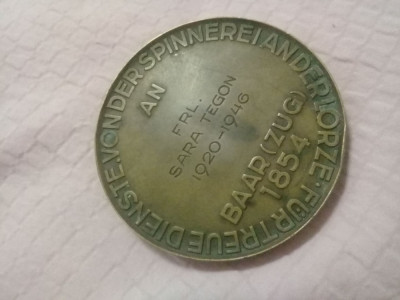 FÜR TREUE DIENSTE. VON DER SPINNEREI AN DER LORZE ·
AN
FRL.
SARA TEGON
1920-1946
BAAR (ZUG)
1854